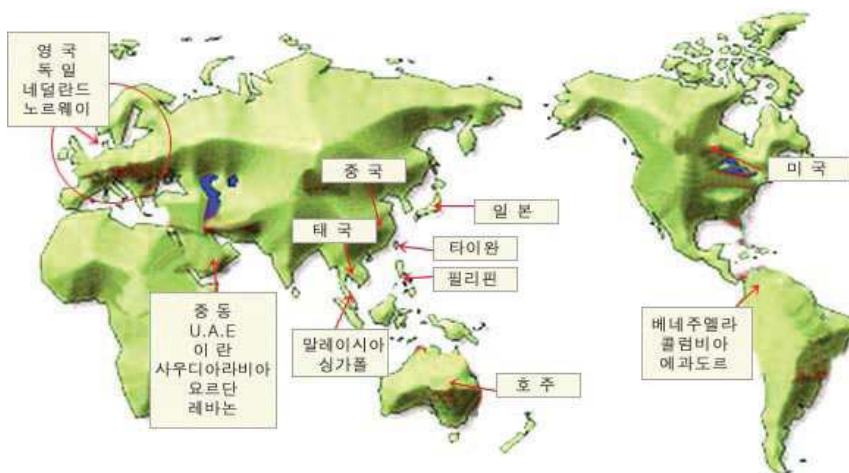 영 국
독 일
네덜란드
노르웨이
중 국
미 국
일 본
태 국
타이완
필리핀
중 동
U.A.E
이 란
사우디아라비아
요르단
레바논
말레이시아
싱가폴
호 주
베네주엘라
콜럼비아
에과도르